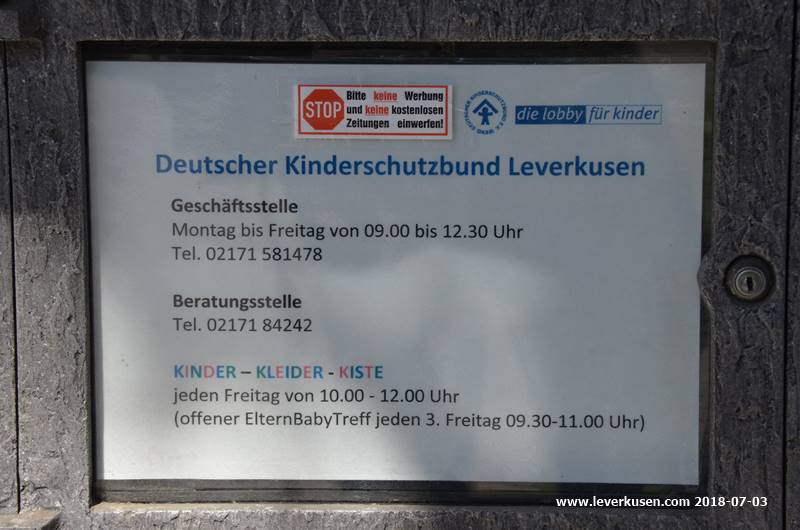 STOP
Bitte keine Werbung
und keine kostenlosen
Zeitungen einwerfen!
die lobby für kinder
Deutscher Kinderschutzbund Leverkusen
Geschäftsstelle
Montag bis Freitag von 09.00 bis 12.30 Uhr
Tel. 02171 581478
Beratungsstelle
Tel. 02171 84242
KINDER – KLEIDER - KISTE
jeden Freitag von 10.00 - 12.00 Uhr
(offener ElternBabyTreff jeden 3. Freitag 09.30-11.00 Uhr)
www.leverkusen.com 2018-07-03